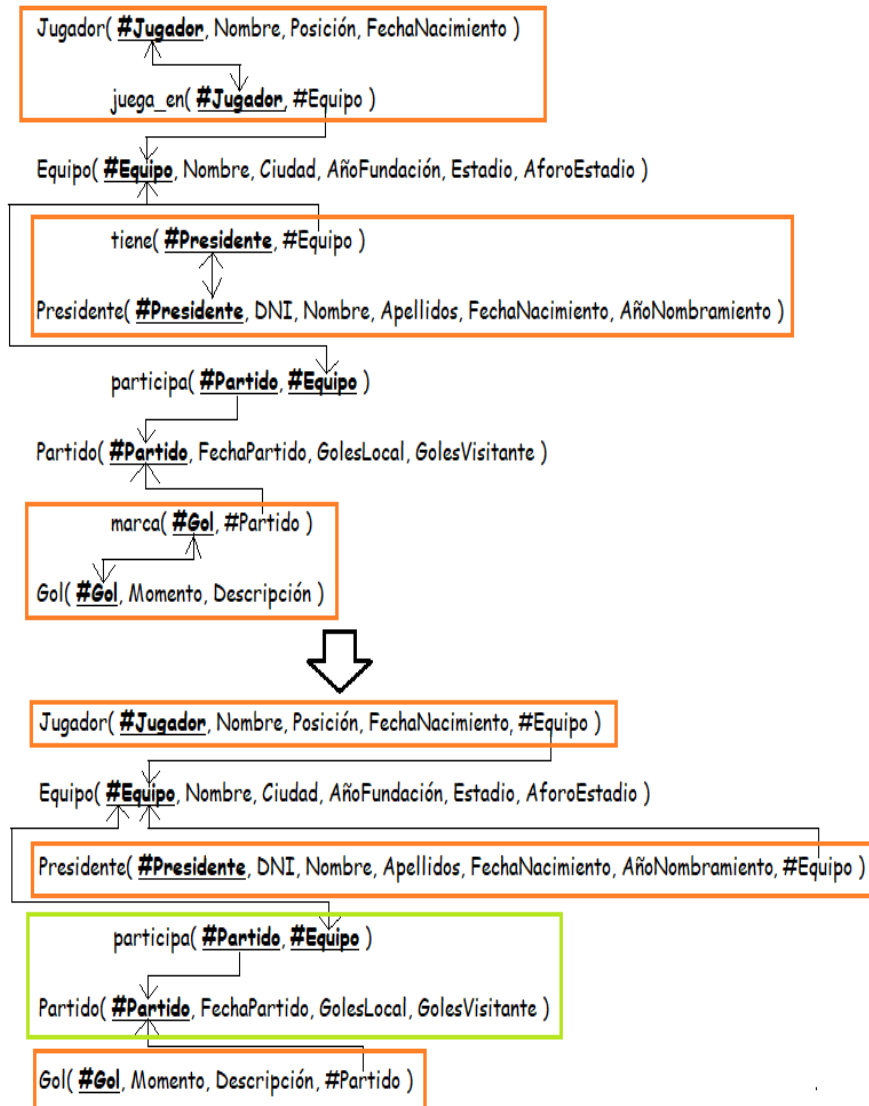 Jugador( #Jugador, Nombre, Posición, FechaNacimiento )
juega_en( #Jugador, #Equipo )
Equipo( #Equipo, Nombre, Ciudad, AñoFundación, Estadio, AforoEstadio )
tiene( #Presidente, #Equipo )
Presidente( #Presidente, DNI, Nombre, Apellidos, FechaNacimiento, AñoNombramiento )
participa( #Partido, #Equipo )
Partido( #Partido, FechaPartido, GolesLocal, GolesVisitante )
marca( #Gol, #Partido )
Gol( #Gol, Momento, Descripción )
Jugador( #Jugador, Nombre, Posición, FechaNacimiento, #Equipo )
Equipo( #Equipo, Nombre, Ciudad, AñoFundación, Estadio, AforoEstadio )
Presidente( #Presidente, DNI, Nombre, Apellidos, FechaNacimiento, AñoNombramiento, #Equipo )
participa( #Partido, #Equipo )
Partido( #Partido, FechaPartido, GolesLocal, GolesVisitante )
Gol( #Gol, Momento, Descripción, #Partido )